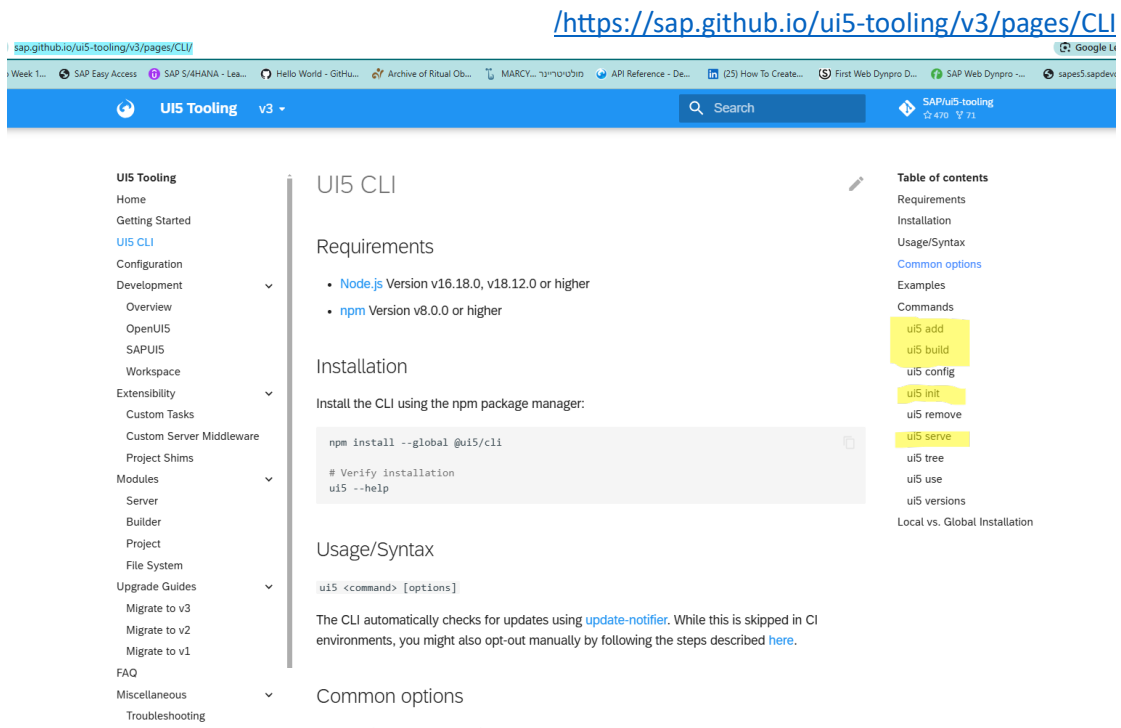 /https://sap.github.io/ui5-tooling/v3/pages/CLI
sap.github.io/ui5-tooling/v3/pages/CLI/
Google Le
Week 1... SAP Easy Access SAP S/4HANA - Lea... Hello World - GitHu... Archive of Ritual Ob... MARCY... מולטיטריינר API Reference - De... (25) How To Create... First Web Dynpro D... SAP Web Dynpro -... sapes5.sapdevc
UI5 Tooling v3
Search
SAP/ui5-tooling
470 71
UI5 Tooling
Home
Getting Started
UI5 CLI
Configuration
Development
Overview
OpenUI5
SAPUI5
Workspace
Extensibility
Custom Tasks
Custom Server Middleware
Project Shims
Modules
Server
Builder
Project
File System
Upgrade Guides
Migrate to v3
Migrate to v2
Migrate to v1
FAQ
Miscellaneous
Troubleshooting
UI5 CLI
Requirements
• Node.js Version v16.18.0, v18.12.0 or higher
• npm Version v8.0.0 or higher
Installation
Install the CLI using the npm package manager:
npm install --global @ui5/cli
# Verify installation
ui5 --help
Usage/Syntax
ui5 <command> [options]
The CLI automatically checks for updates using update-notifier. While this is skipped in CI
environments, you might also opt-out manually by following the steps described here.
Common options
Table of contents
Requirements
Installation
Usage/Syntax
Common options
Examples
Commands
ui5 add
ui5 build
ui5 config
ui5 init
ui5 remove
ui5 serve
ui5 tree
ui5 use
ui5 versions
Local vs. Global Installation